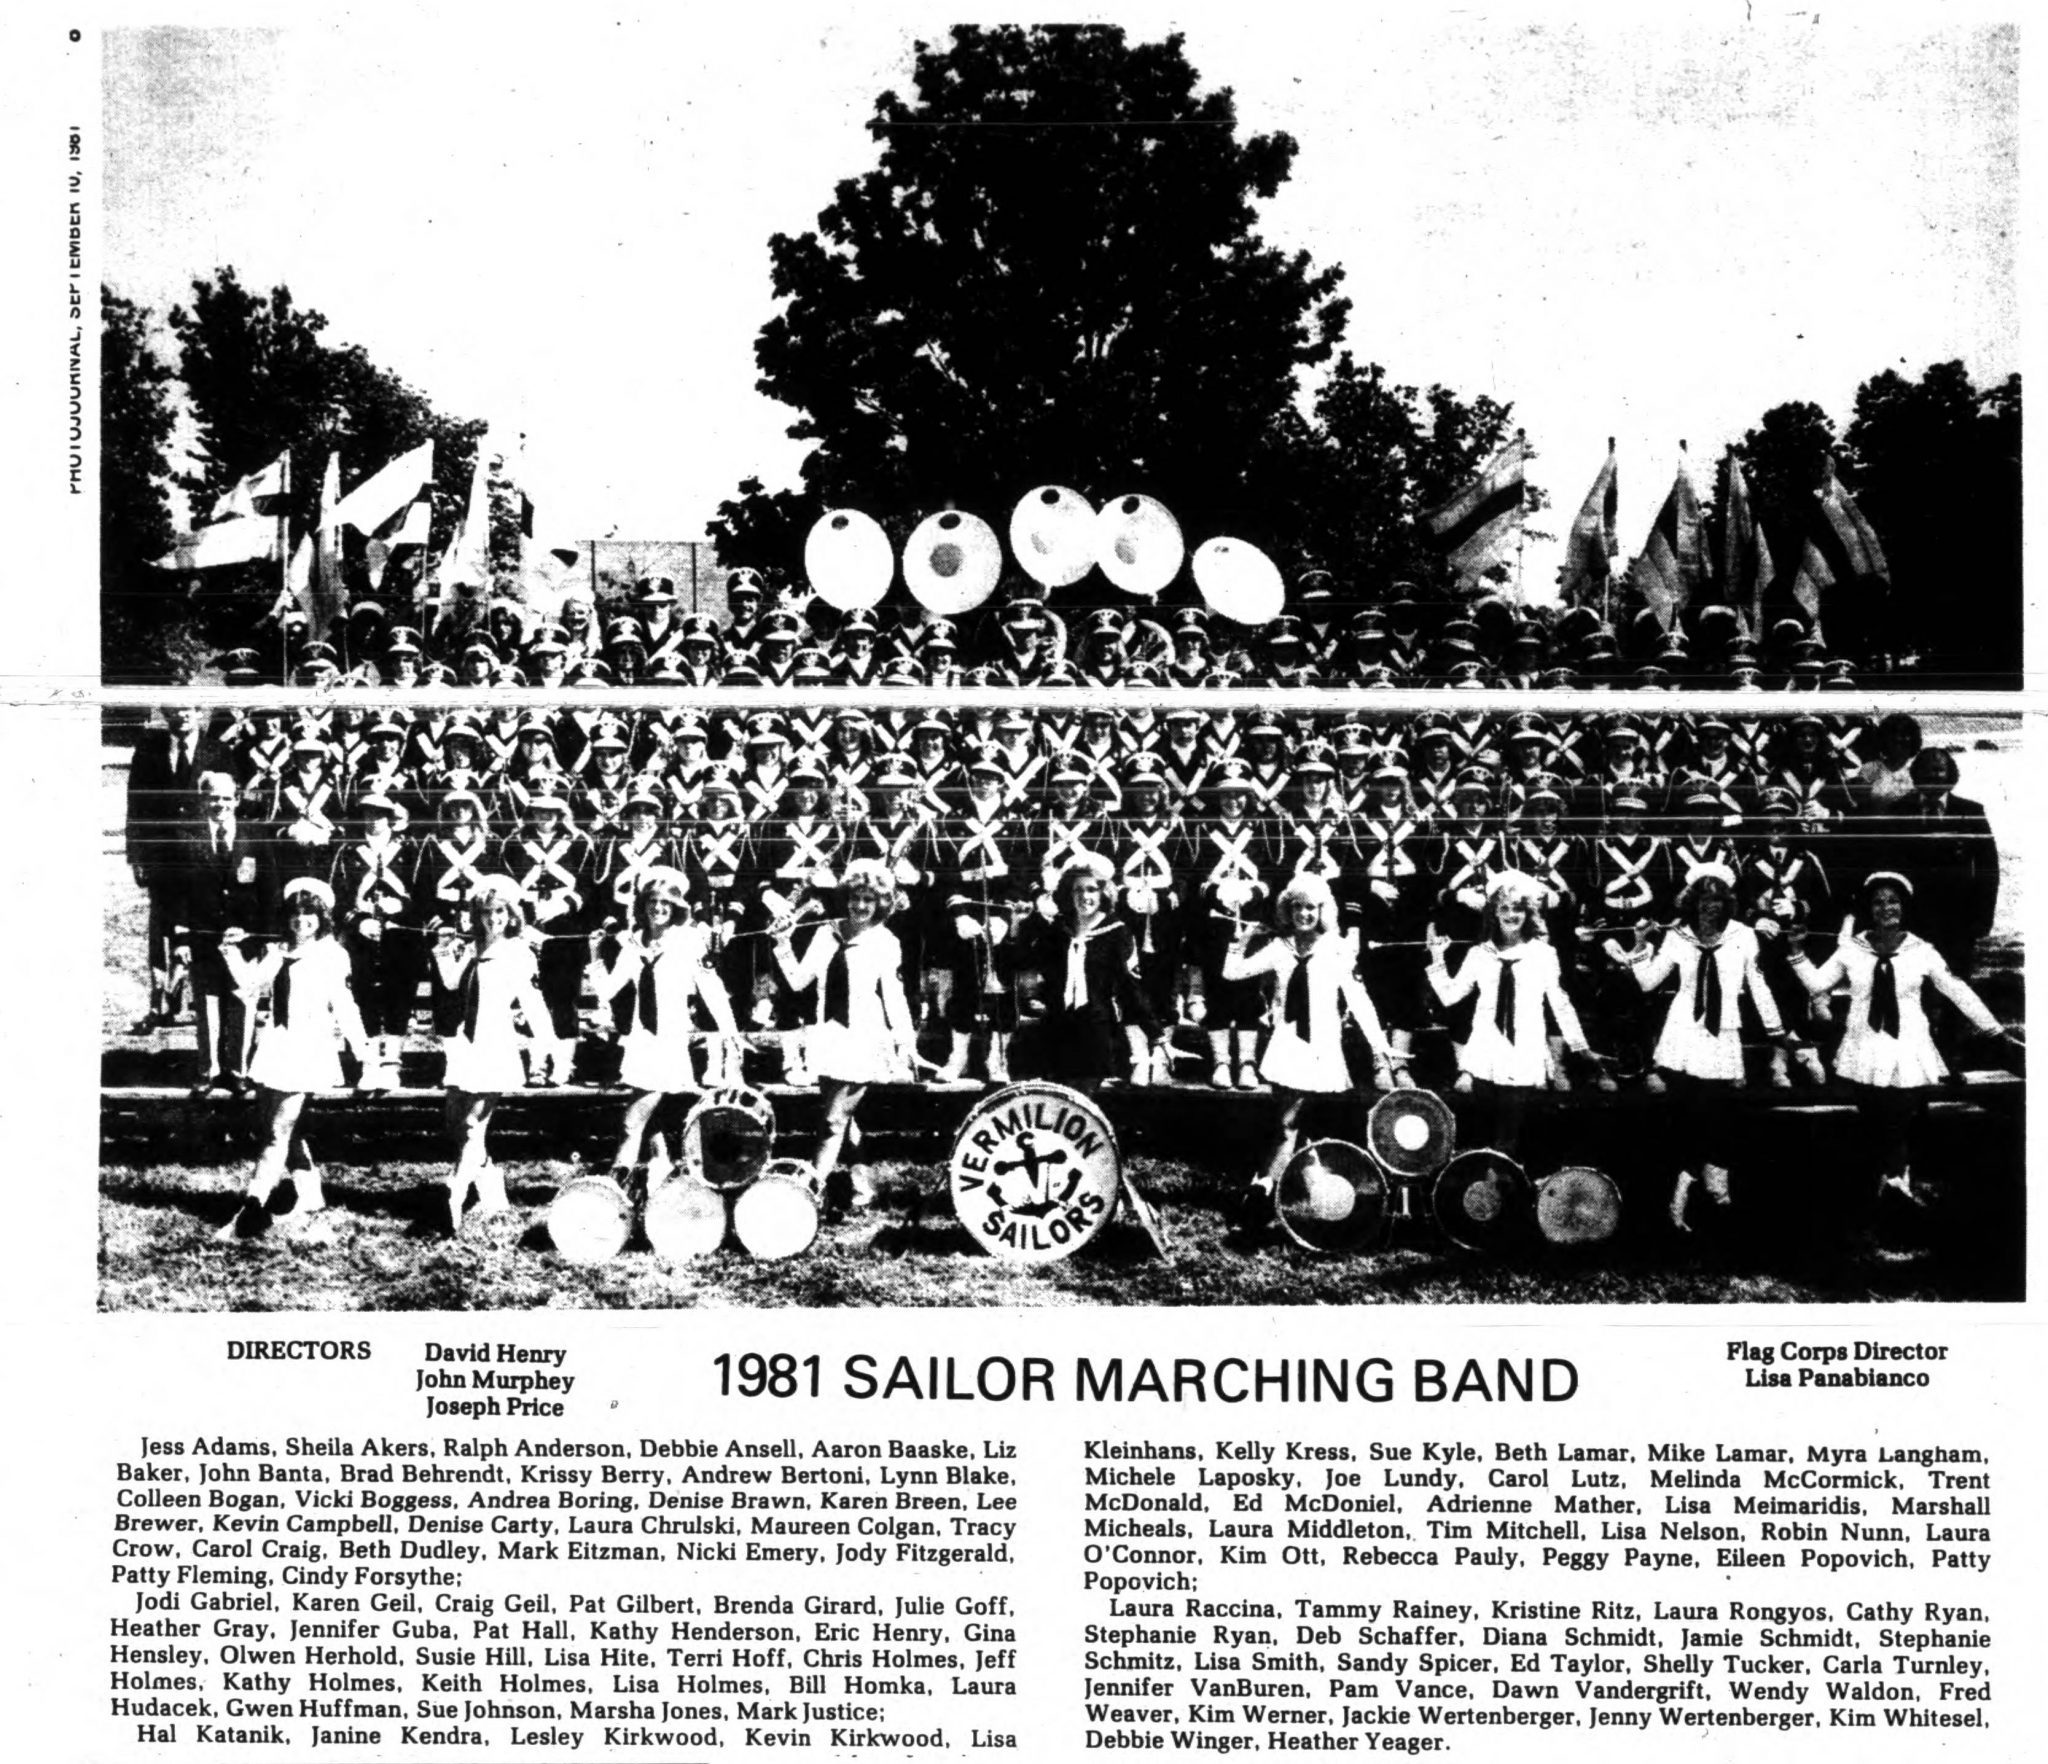 PHOTOJOURNAL, SEPTEMBER 10, 1981
VERMILION
SAILORS
DIRECTORS
David Henry
John Murphey
Joseph Price
1981 SAILOR MARCHING BAND
Flag Corps Director
Lisa Panabianco
Jess Adams, Sheila Akers, Ralph Anderson, Debbie Ansell, Aaron Baaske, Liz
Baker, John Banta, Brad Behrendt, Krissy Berry, Andrew Bertoni, Lynn Blake,
Colleen Bogan, Vicki Boggess, Andrea Boring, Denise Brawn, Karen Breen, Lee
Brewer, Kevin Campbell, Denise Carty, Laura Chrulski, Maureen Colgan, Tracy
Crow, Carol Craig, Beth Dudley, Mark Eitzman, Nicki Emery, Jody Fitzgerald,
Patty Fleming, Cindy Forsythe;
Jodi Gabriel, Karen Geil, Craig Geil, Pat Gilbert, Brenda Girard, Julie Goff,
Heather Gray, Jennifer Guba, Pat Hall, Kathy Henderson, Eric Henry, Gina
Hensley, Olwen Herhold, Susie Hill, Lisa Hite, Terri Hoff, Chris Holmes, Jeff
Holmes, Kathy Holmes, Keith Holmes, Lisa Holmes, Bill Homka, Laura
Hudacek, Gwen Huffman, Sue Johnson, Marsha Jones, Mark Justice;
Hal Katanik, Janine Kendra, Lesley Kirkwood, Kevin Kirkwood, Lisa
Kleinhans, Kelly Kress, Sue Kyle, Beth Lamar, Mike Lamar, Myra Langham,
Michele Laposky, Joe Lundy, Carol Lutz, Melinda McCormick, Trent
McDonald, Ed McDoniel, Adrienne Mather, Lisa Meimaridis, Marshall
Micheals, Laura Middleton, Tim Mitchell, Lisa Nelson, Robin Nunn, Laura
O'Connor, Kim Ott, Rebecca Pauly, Peggy Payne, Eileen Popovich, Patty
Popovich;
Laura Raccina, Tammy Rainey, Kristine Ritz, Laura Rongyos, Cathy Ryan,
Stephanie Ryan, Deb Schaffer, Diana Schmidt, Jamie Schmidt, Stephanie
Schmitz, Lisa Smith, Sandy Spicer, Ed Taylor, Shelly Tucker, Carla Turnley,
Jennifer VanBuren, Pam Vance, Dawn Vandergrift, Wendy Waldon, Fred
Weaver, Kim Werner, Jackie Wertenberger, Jenny Wertenberger, Kim Whitesel,
Debbie Winger, Heather Yeager.